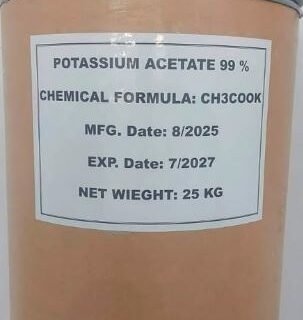 POTASSIUM ACETATE 99 %
CHEMICAL FORMULA: CH3COOK
MFG. Date: 8/2025
EXP. Date: 7/2027
NET WIEGHT: 25 KG